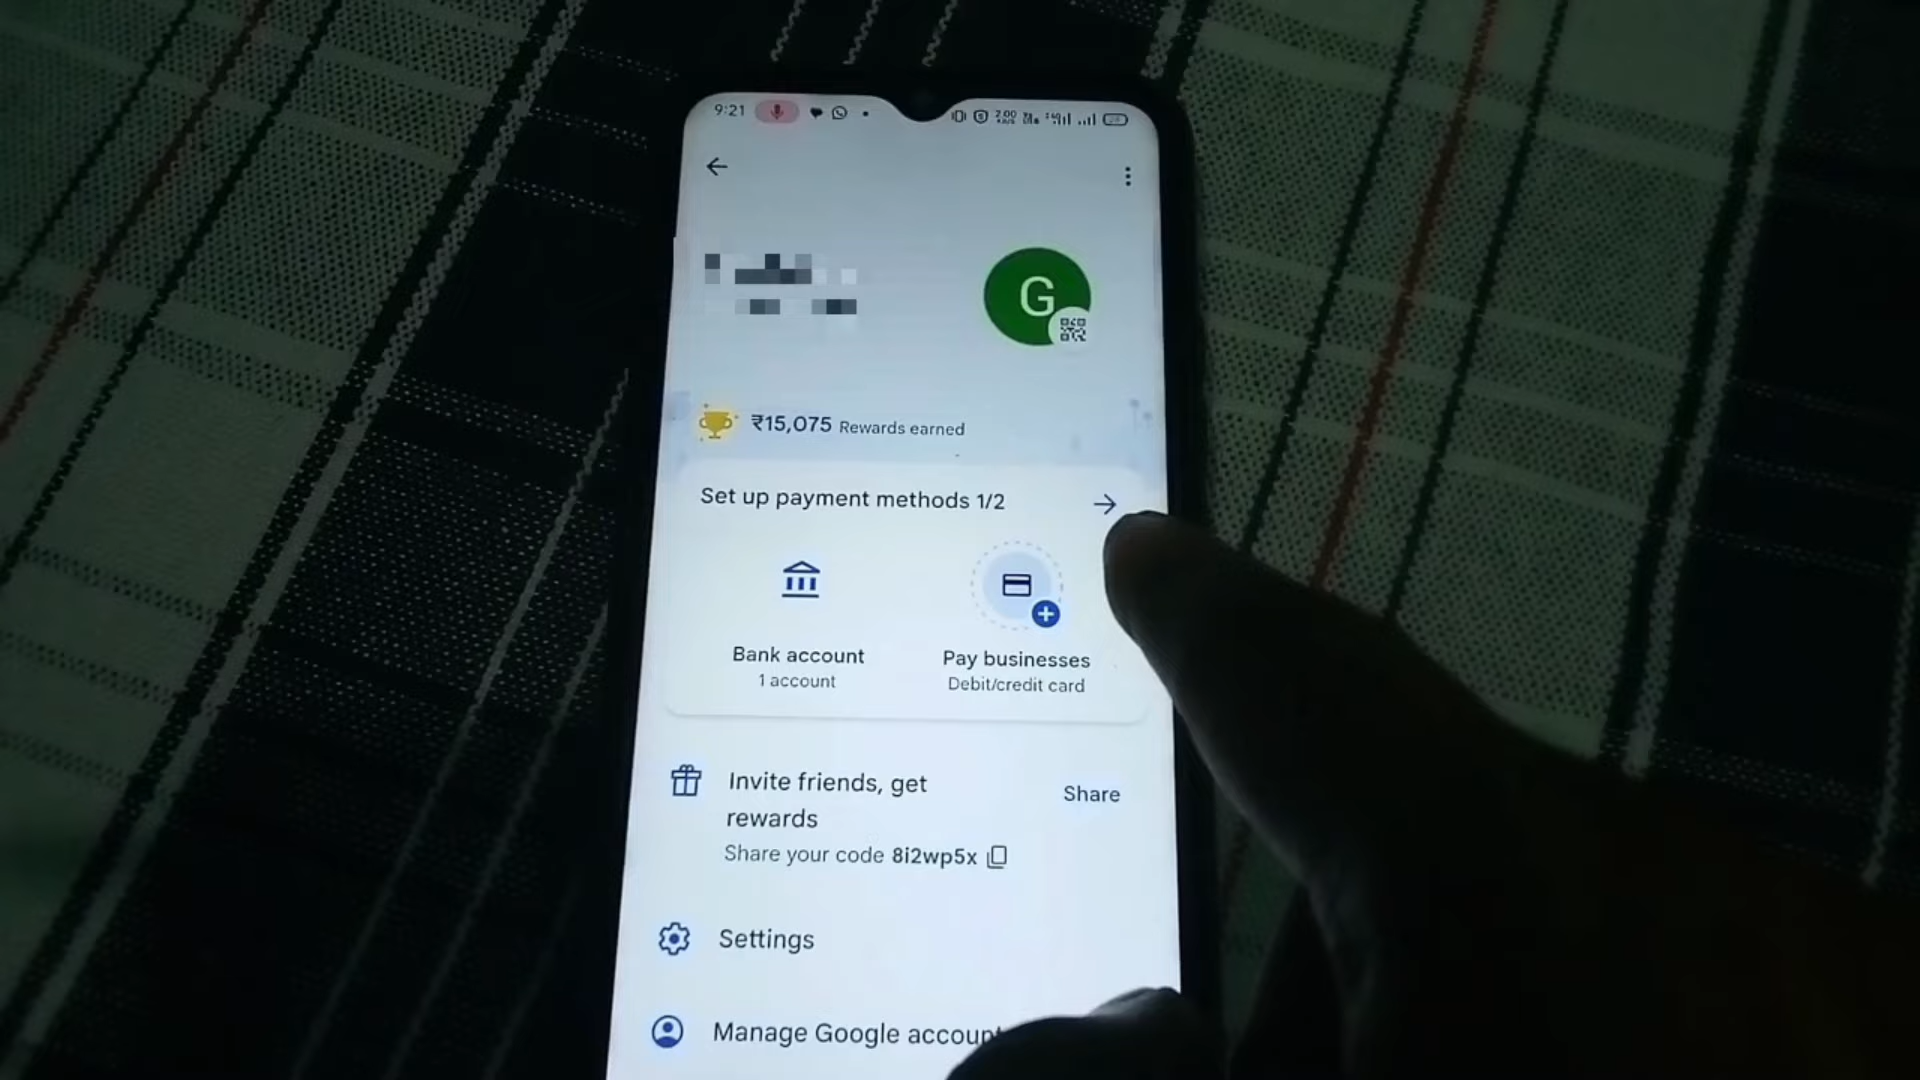 9:21
G
₹15,075 Rewards earned
Set up payment methods 1/2
Bank account
1 account
Pay businesses
Debit/credit card
Invite friends, get
rewards
Share
Share your code 8i2wp5x
Settings
Manage Google account